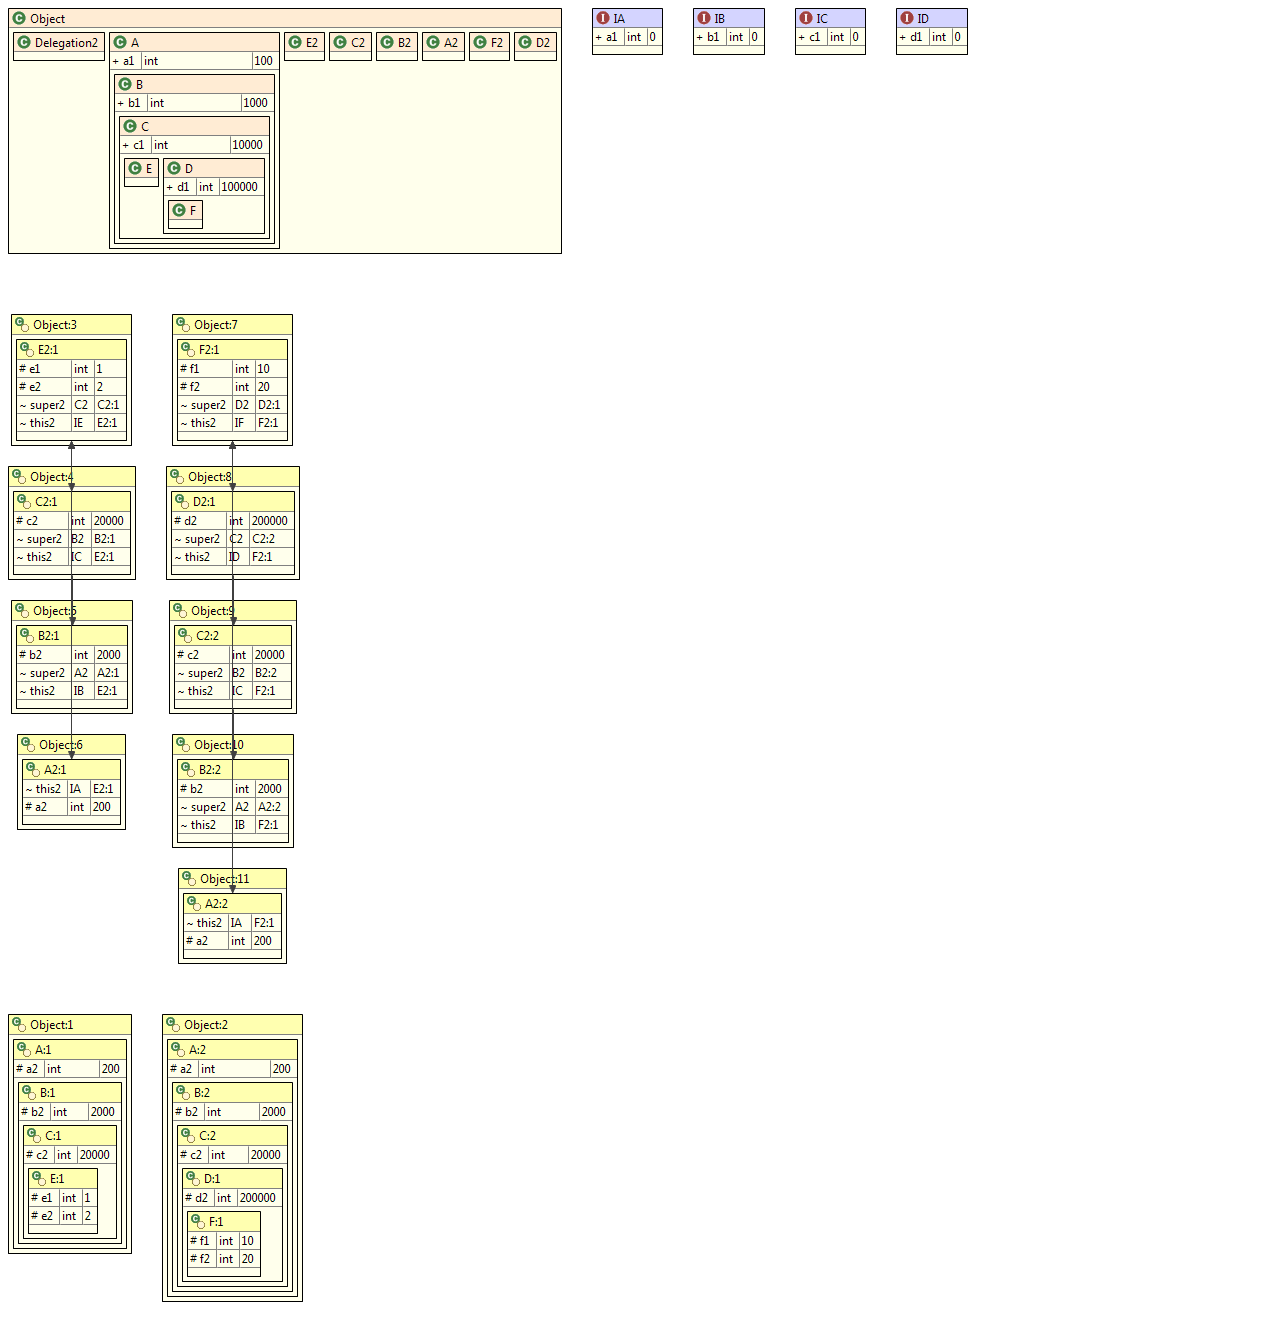 Object
IA
IB
IC
ID
Delegation2
A
E2
C2
B2
A2
F2
D2
+ a1 int 0
+ b1 int 0
+ c1 int 0
+ d1 int 0
+ a1 int 100
B
+ b1 int 1000
C
+ c1 int 10000
E
D
+ d1 int 100000
F
Object:3
E2:1
# e1 int 1
# e2 int 2
~ super2 C2 C2:1
~ this2 IE E2:1
Object:7
F2:1
# f1 int 10
# f2 int 20
~ super2 D2 D2:1
~ this2 IF F2:1
Object:4
C2:1
# c2 int 20000
~ super2 B2 B2:1
~ this2 IC E2:1
Object:8
D2:1
# d2 int 200000
~ super2 C2 C2:2
~ this2 ID F2:1
Object:5
B2:1
# b2 int 2000
~ super2 A2 A2:1
~ this2 IB E2:1
Object:9
C2:2
# c2 int 20000
~ super2 B2 B2:2
~ this2 IC F2:1
Object:6
A2:1
~ this2 IA E2:1
# a2 int 200
Object:10
B2:2
# b2 int 2000
~ super2 A2 A2:2
~ this2 IB F2:1
Object:11
A2:2
~ this2 IA F2:1
# a2 int 200
Object:1
A:1
# a2 int 200
B:1
# b2 int 2000
C:1
# c2 int 20000
E:1
# e1 int 1
# e2 int 2
Object:2
A:2
# a2 int 200
B:2
# b2 int 2000
C:2
# c2 int 20000
D:1
# d2 int 200000
F:1
# f1 int 10
# f2 int 20